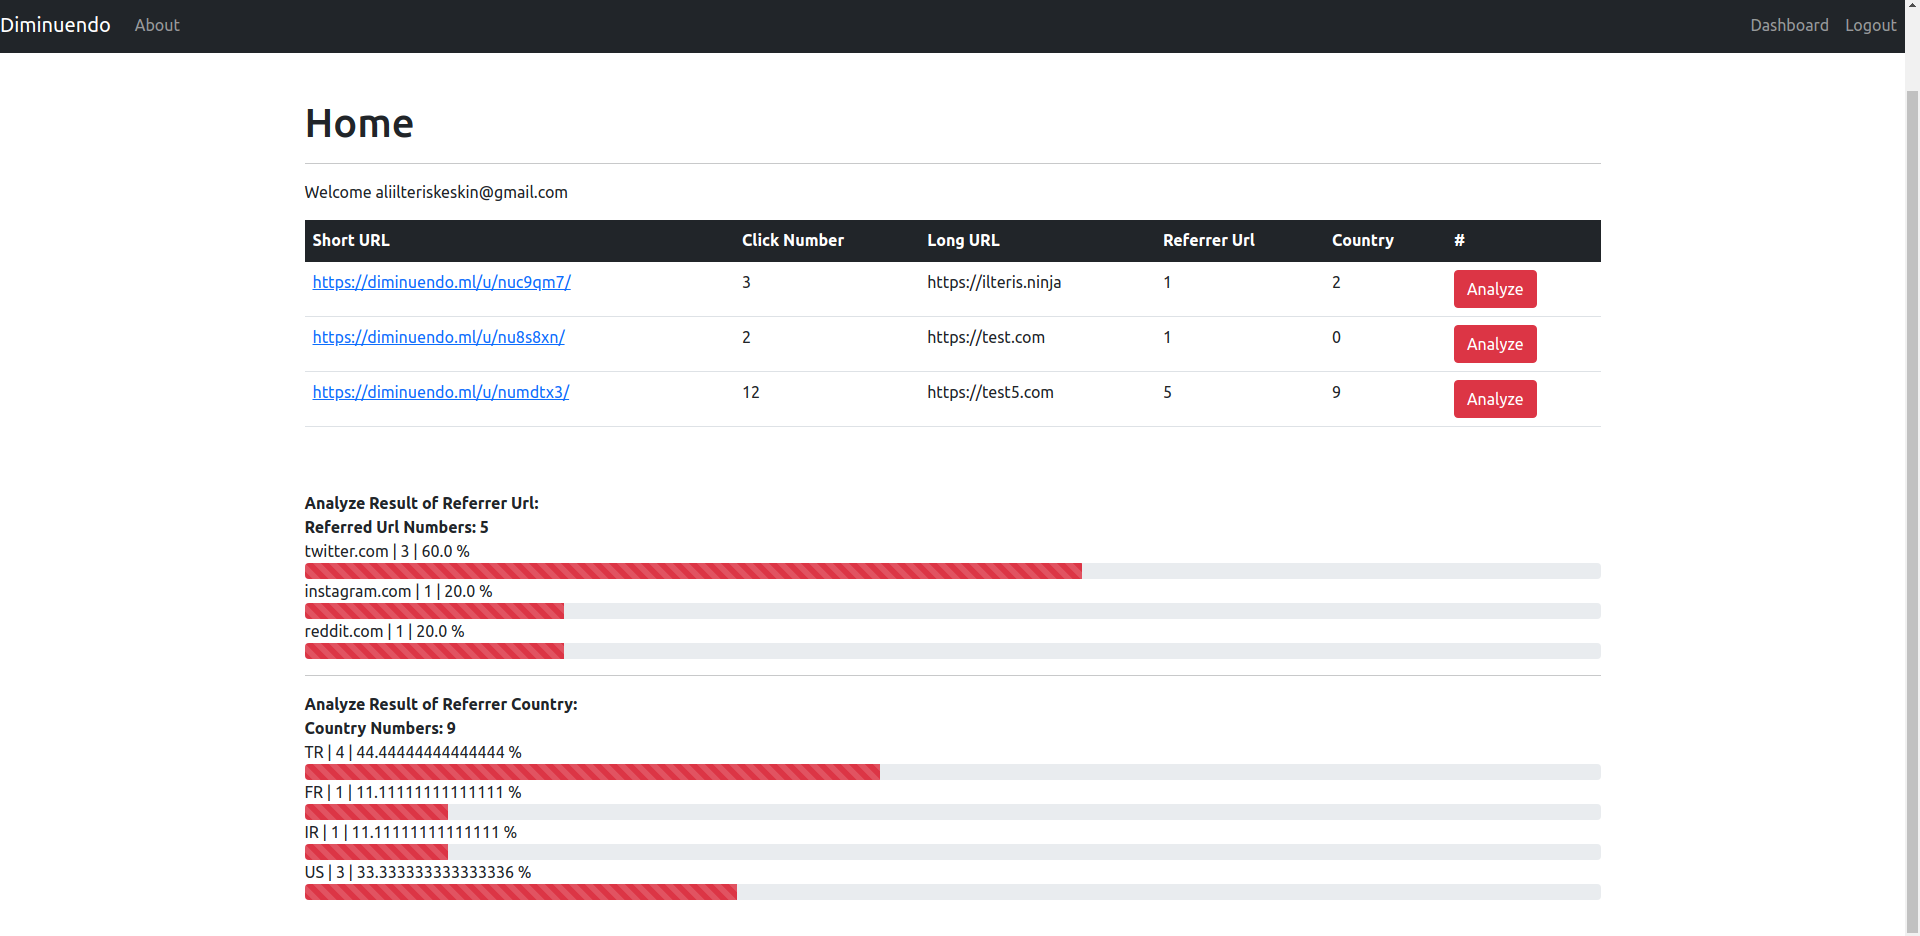 Diminuendo About Dashboard Logout
Home
Welcome aliilteriskeskin@gmail.com
Short URL Click Number Long URL Referrer Url Country #
https://diminuendo.ml/u/nuc9qm7/ 3 https://ilteris.ninja 1 2 Analyze
https://diminuendo.ml/u/nu8s8xn/ 2 https://test.com 1 0 Analyze
https://diminuendo.ml/u/numdtx3/ 12 https://test5.com 5 9 Analyze
Analyze Result of Referrer Url:
Referred Url Numbers: 5
twitter.com | 3 | 60.0 %
instagram.com | 1 | 20.0 %
reddit.com | 1 | 20.0 %
Analyze Result of Referrer Country:
Country Numbers: 9
TR | 4 | 44.44444444444444 %
FR | 1 | 11.11111111111111 %
IR | 1 | 11.11111111111111 %
US | 3 | 33.333333333333336 %